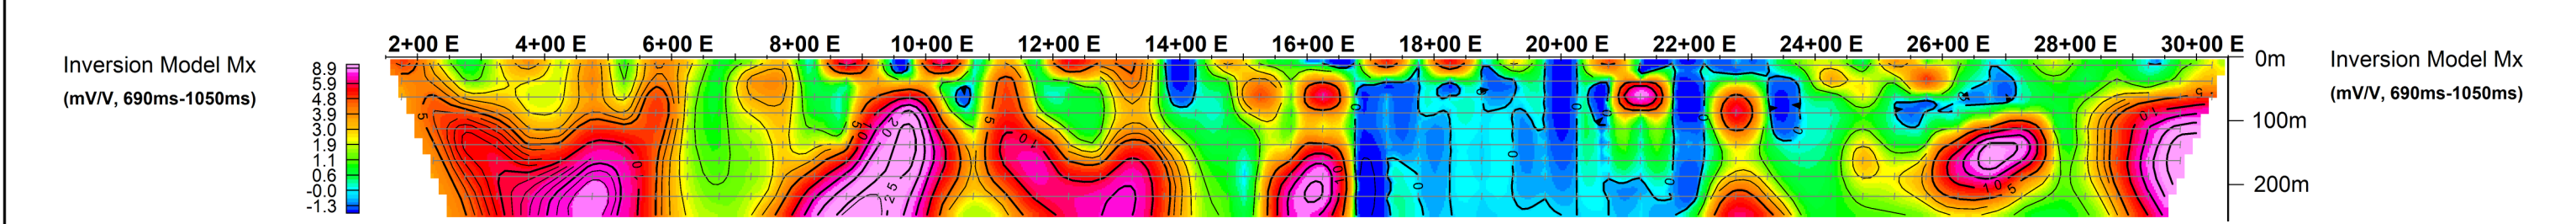 2+00 E 4+00 E 6+00 E 8+00 E 10+00 E 12+00 E 14+00 E 16+00 E 18+00 E 20+00 E 22+00 E 24+00 E 26+00 E 28+00 E 30+00 E
Inversion Model Mx
(mV/V, 690ms-1050ms)
8.9
5.9
4.8
3.9
3.0
1.9
1.1
0.6
-0.0
-1.3
0m
100m
200m
Inversion Model Mx
(mV/V, 690ms-1050ms)